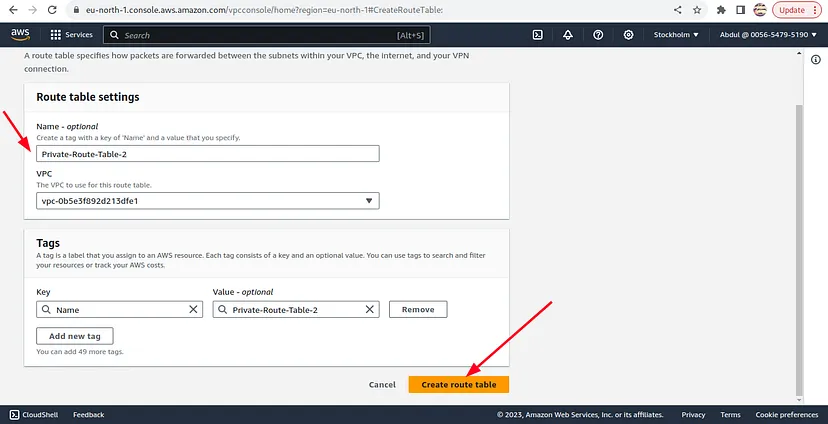 eu-north-1.console.aws.amazon.com/vpcconsole/home?region=eu-north-1#CreateRouteTable:
Update
aws
Services
Search
[Alt+S]
Stockholm
Abdul @ 0056-5479-5190
A route table specifies how packets are forwarded between the subnets within your VPC, the internet, and your VPN
connection.
Route table settings
Name - optional
Create a tag with a key of 'Name' and a value that you specify.
Private-Route-Table-2
VPC
The VPC to use for this route table.
vpc-0b5e3f892d213dfe1
Tags
A tag is a label that you assign to an AWS resource. Each tag consists of a key and an optional value. You can use tags to search and filter
your resources or track your AWS costs.
Key
Value - optional
Name
Private-Route-Table-2
Remove
Add new tag
You can add 49 more tags.
Cancel
Create route table
CloudShell
Feedback
© 2023, Amazon Web Services, Inc. or its affiliates.
Privacy
Terms
Cookie preferences